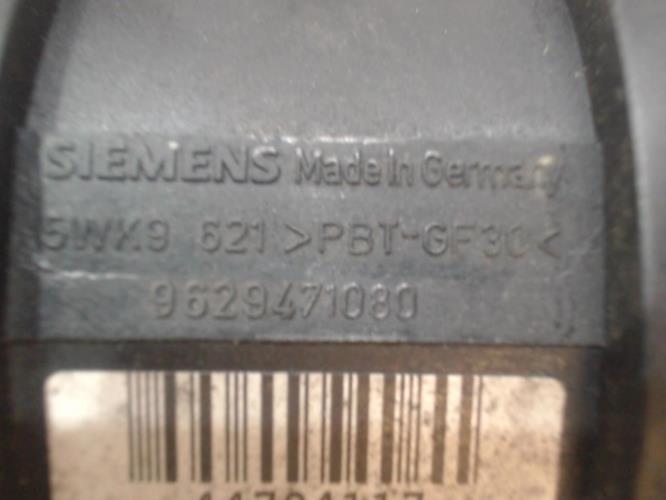 SIEMENS Made in Germany
5WK9 621 >PBT-GF30<
9629471080